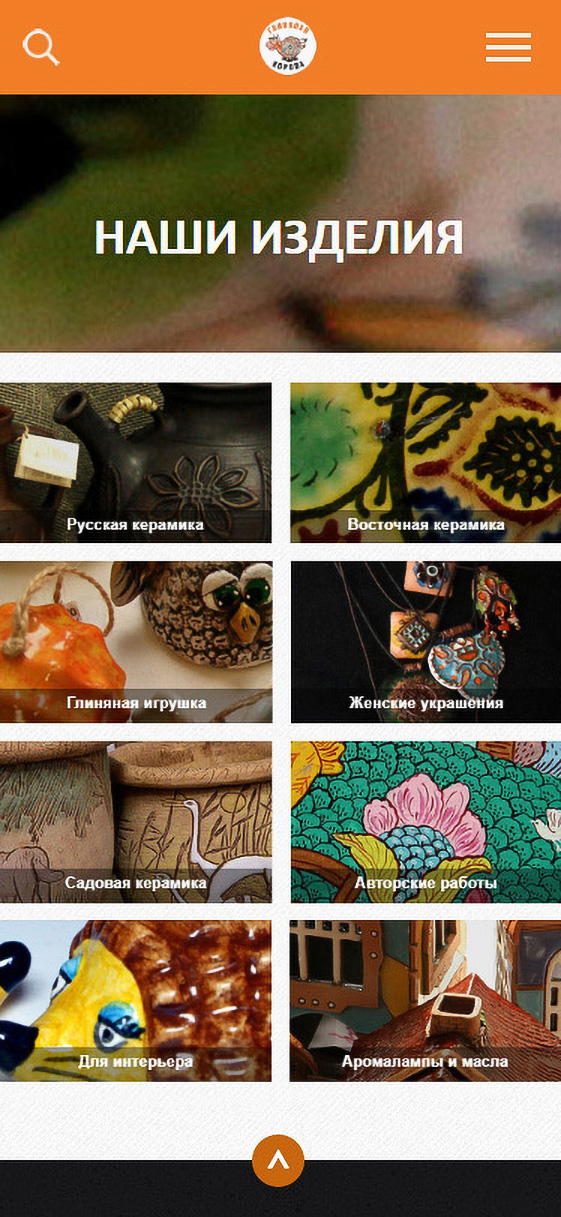 ГЛИНЯНАЯ
КОРОВА
НАШИ ИЗДЕЛИЯ
Русская керамика
Восточная керамика
Глиняная игрушка
Женские украшения
Садовая керамика
Авторские работы
Для интерьера
Аромалампы и масла